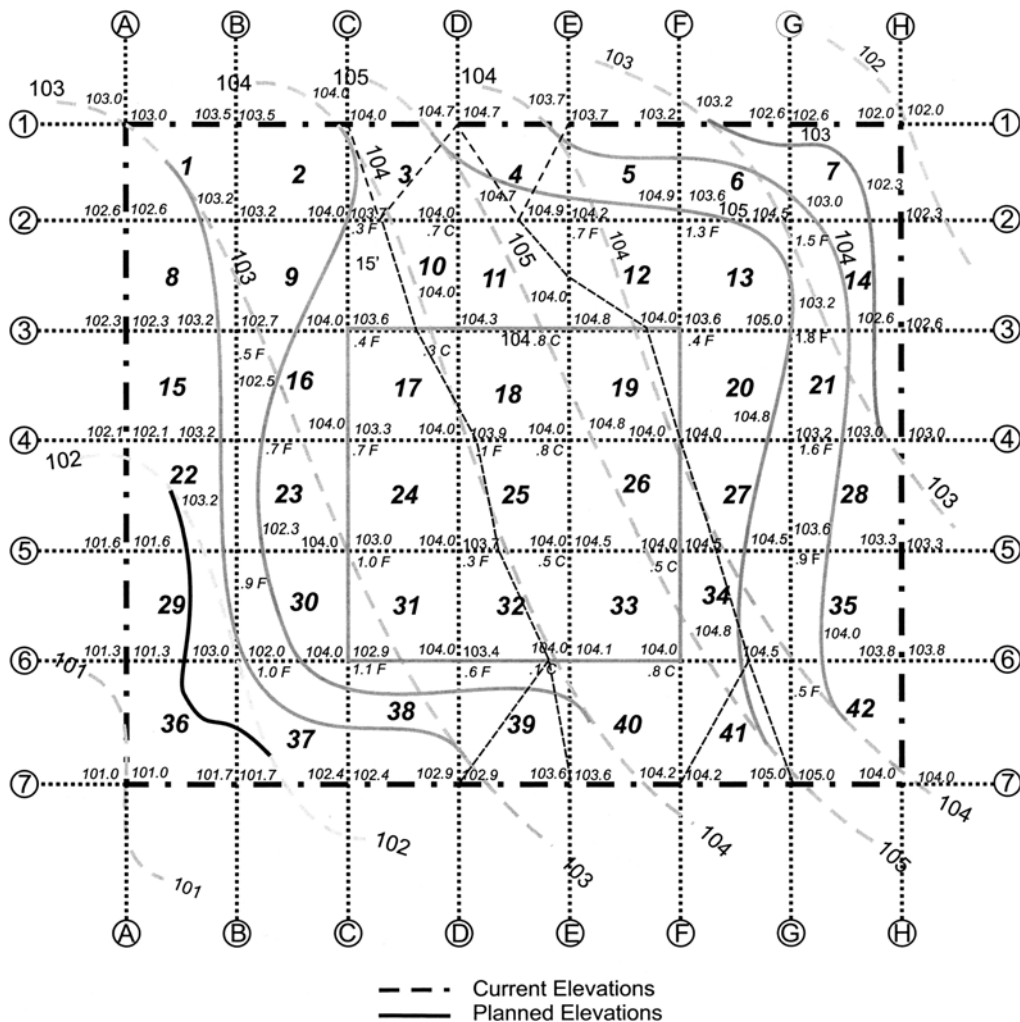 A B C D E F G H
103 104 105 104 103 102
103.0 103.0 103.5 103.5 104.0 104.0 104.7 104.7 103.7 103.7 103.2 103.2 102.6 102.6 102.0 102.0
1 1
103
1 2 3 4 5 6 7
104
103.2 104.7 104.9 103.6 103.0 102.3
102.6 102.6 103.2 104.0 103.7 104.0 104.9 104.2 105 104.5 102.3
2 2
.3 F .7 C .7 F 1.3 F 1.5 F
103 15' 105 104 104
8 9 10 11 12 13 14
104.0 104.0 103.2
102.3 102.3 103.2 102.7 104.0 103.6 104.3 104.8 104.0 103.6 105.0 102.6 102.6
3 3
.5 F .4 F .3 C 104 .8 C .4 F 1.8 F
102.5
15 16 17 18 19 20 21
104.0 104.8 104.8
102.1 102.1 103.2 103.3 104.0 103.9 104.0 104.0 103.2 103.0 103.0
4 4
102 .7 F .7 F .1 F .8 C 1.6 F
22 23 24 25 26 27 28
103.2 102.3 103.6 103
101.6 101.6 104.0 103.0 104.0 103.7 104.0 104.5 104.0 104.5 104.5 103.3 103.3
5 5
.9 F 1.0 F .3 F .5 C .5 C .9 F
29 30 31 32 33 34 35
104.8 104.0
101.3 101.3 103.0 102.0 104.0 102.9 104.0 103.4 104.0 104.1 104.0 104.5 103.8 103.8
6 6
101 1.0 F 1.1 F .6 F .1 C .8 C .5 F
36 37 38 39 40 41 42
101.0 101.0 101.7 101.7 102.4 102.4 102.9 102.9 103.6 103.6 104.2 104.2 105.0 105.0 104.0 104.0
7 7
101 102 103 104 105 104
A B C D E F G H
Current Elevations
Planned Elevations